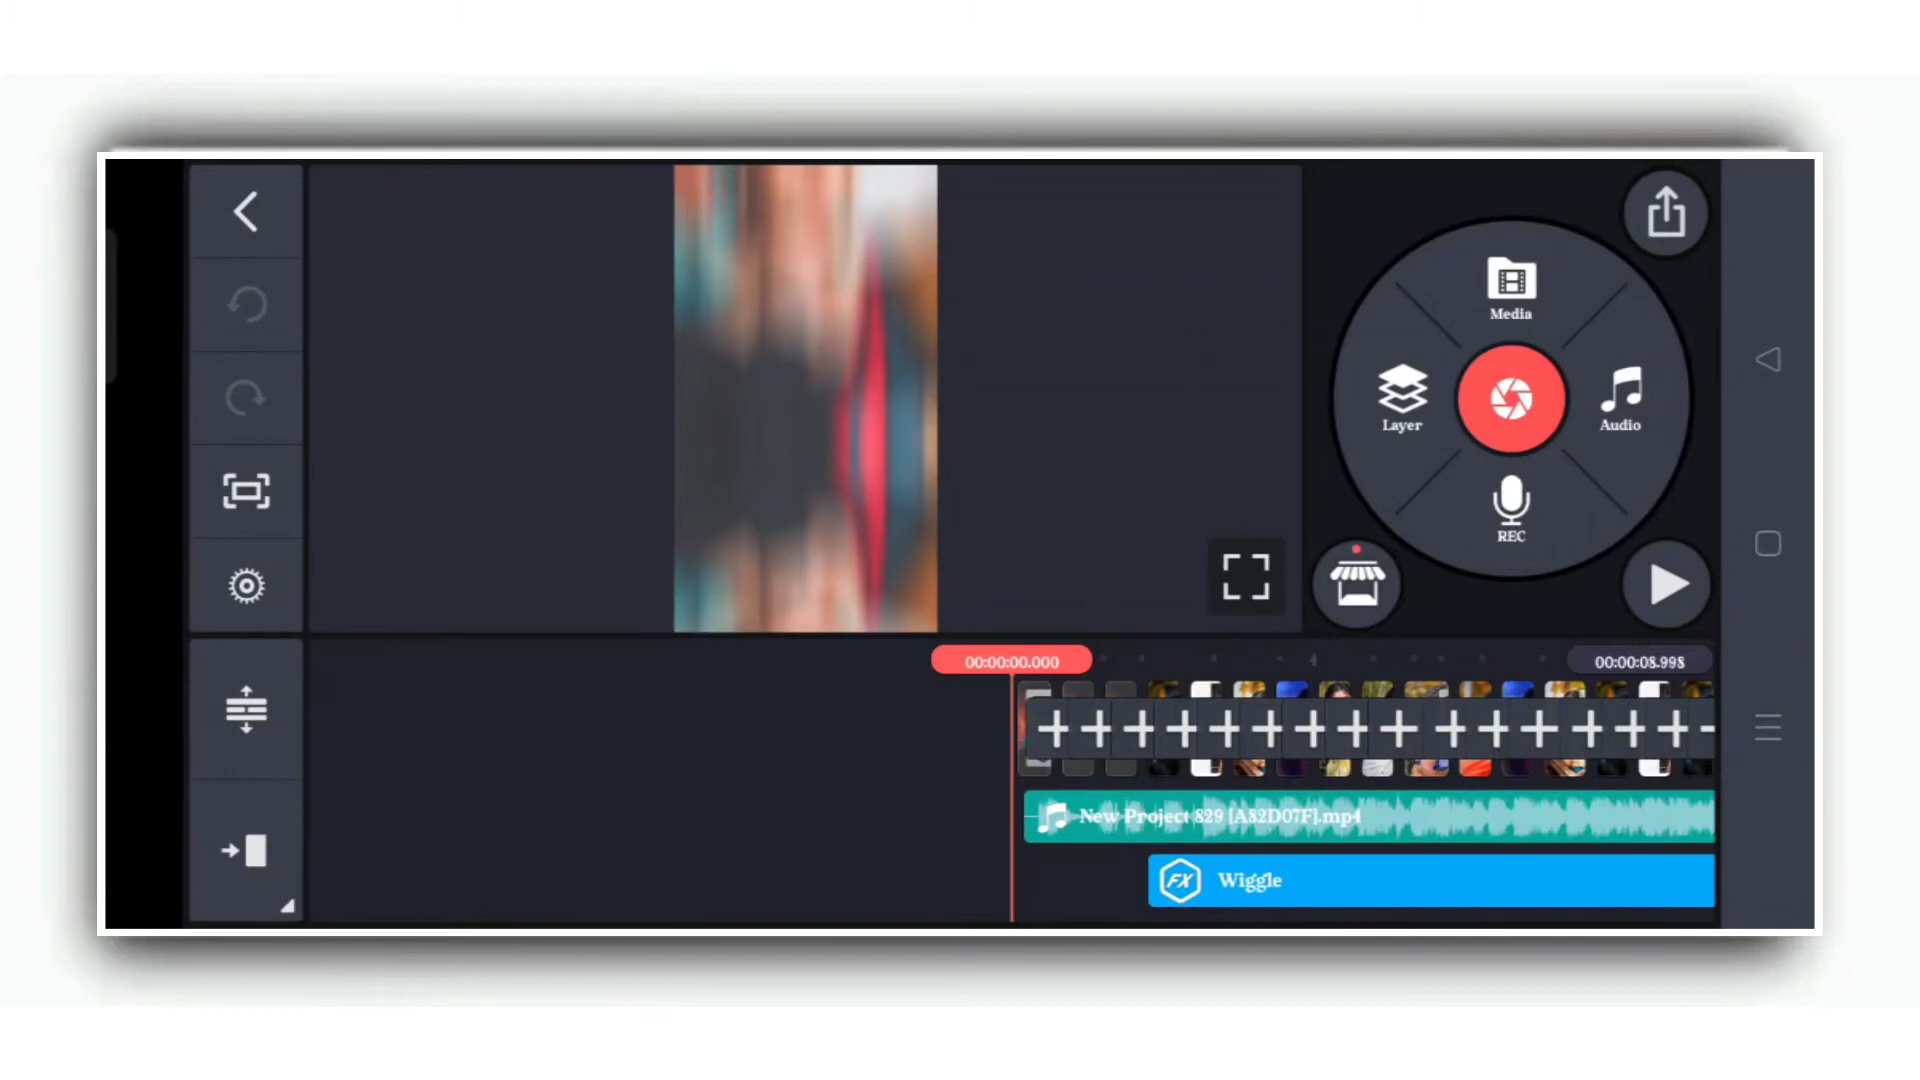 Media
Layer
Audio
REC
00:00:00.000
4
00:00:08.998
New Project 829 [A82D07F].mp4
FX
Wiggle